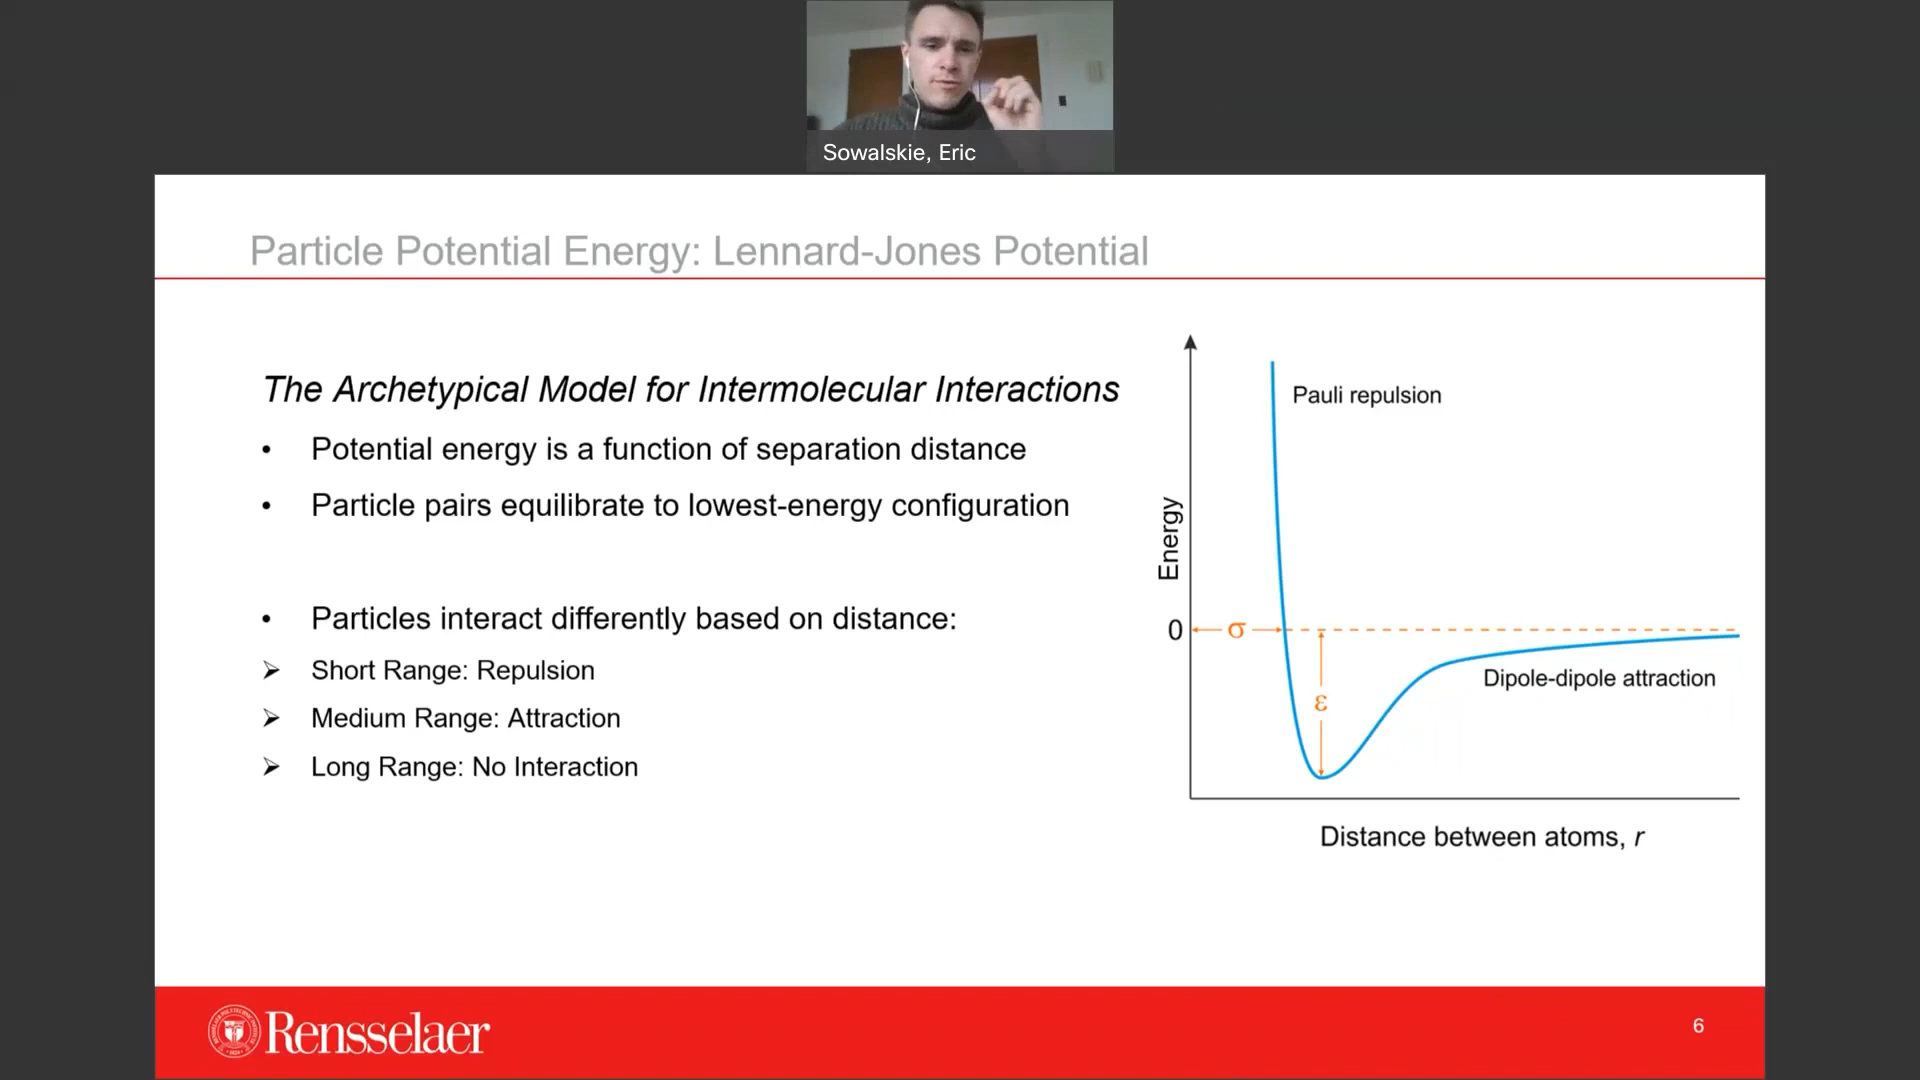 Sowalskie, Eric
Particle Potential Energy: Lennard-Jones Potential
The Archetypical Model for Intermolecular Interactions
• Potential energy is a function of separation distance
• Particle pairs equilibrate to lowest-energy configuration
• Particles interact differently based on distance:
➢ Short Range: Repulsion
➢ Medium Range: Attraction
➢ Long Range: No Interaction
Pauli repulsion
Energy
0
σ
ε
Dipole-dipole attraction
Distance between atoms, r
Rensselaer
6